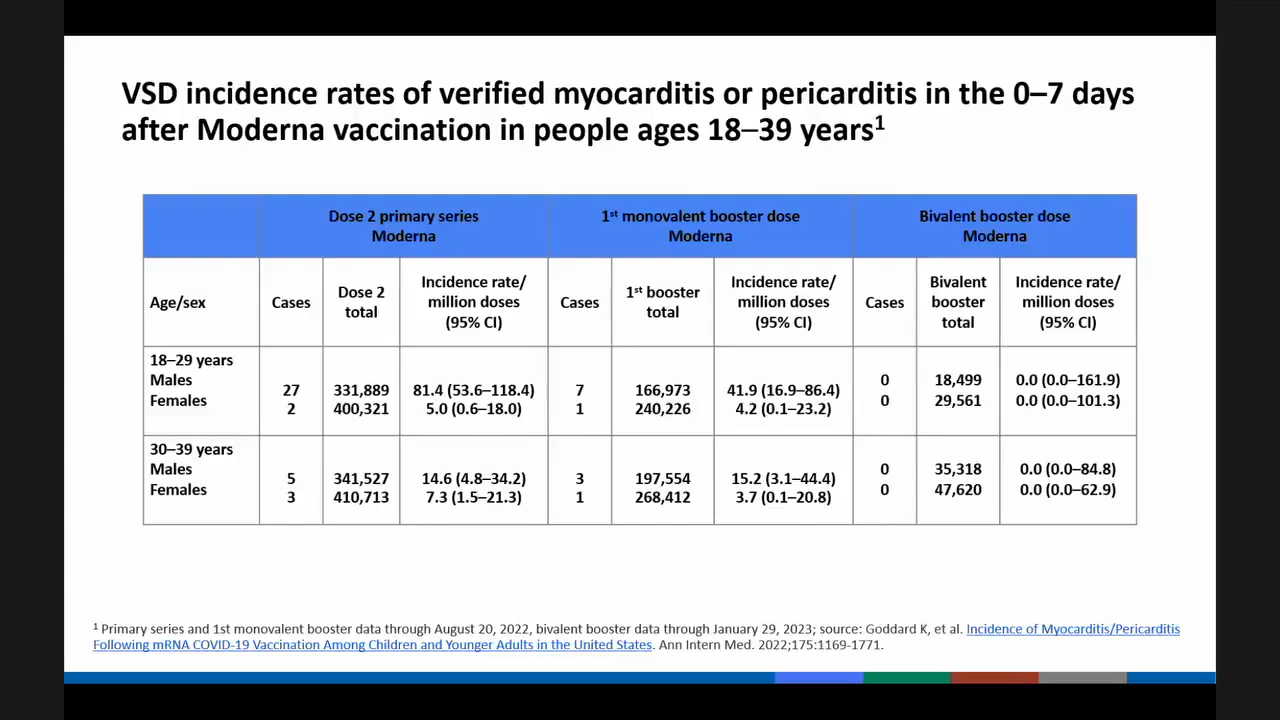 VSD incidence rates of verified myocarditis or pericarditis in the 0–7 days
after Moderna vaccination in people ages 18–39 years¹
Dose 2 primary series
Moderna
1st monovalent booster dose
Moderna
Bivalent booster dose
Moderna
Age/sex
Cases
Dose 2
total
Incidence rate/
million doses
(95% CI)
Cases
1st booster
total
Incidence rate/
million doses
(95% CI)
Cases
Bivalent
booster
total
Incidence rate/
million doses
(95% CI)
18–29 years
Males 27 331,889 81.4 (53.6–118.4) 7 166,973 41.9 (16.9–86.4) 0 18,499 0.0 (0.0–161.9)
Females 2 400,321 5.0 (0.6–18.0) 1 240,226 4.2 (0.1–23.2) 0 29,561 0.0 (0.0–101.3)
30–39 years
Males 5 341,527 14.6 (4.8–34.2) 3 197,554 15.2 (3.1–44.4) 0 35,318 0.0 (0.0–84.8)
Females 3 410,713 7.3 (1.5–21.3) 1 268,412 3.7 (0.1–20.8) 0 47,620 0.0 (0.0–62.9)
¹ Primary series and 1st monovalent booster data through August 20, 2022, bivalent booster data through January 29, 2023; source: Goddard K, et al. Incidence of Myocarditis/Pericarditis
Following mRNA COVID-19 Vaccination Among Children and Younger Adults in the United States. Ann Intern Med. 2022;175:1169-1771.